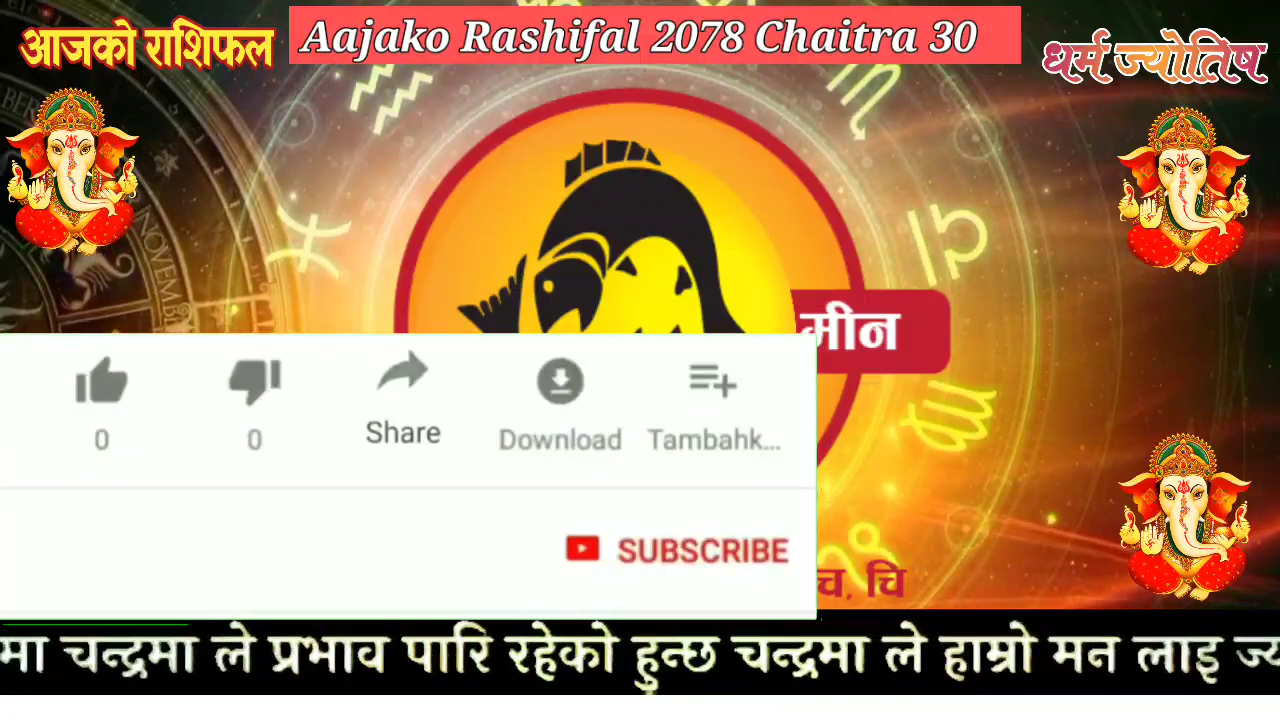 आजको राशिफल
Aajako Rashifal 2078 Chaitra 30
धर्म ज्योतिष
मीन
0
0
Share
Download
Tambahk...
SUBSCRIBE
च, चि
मा चन्द्रमा ले प्रभाव पारि रहेको हुन्छ चन्द्रमा ले हाम्रो मन लाइ